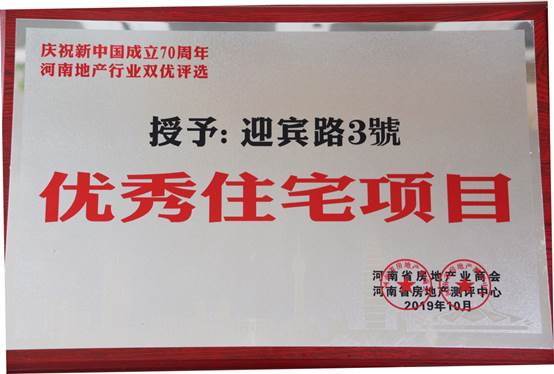 庆祝新中国成立70周年
河南地产行业双优评选
授予: 迎宾路3號
优秀住宅项目
河南省房地产业商会
河南省房地产测评中心
2019年10月